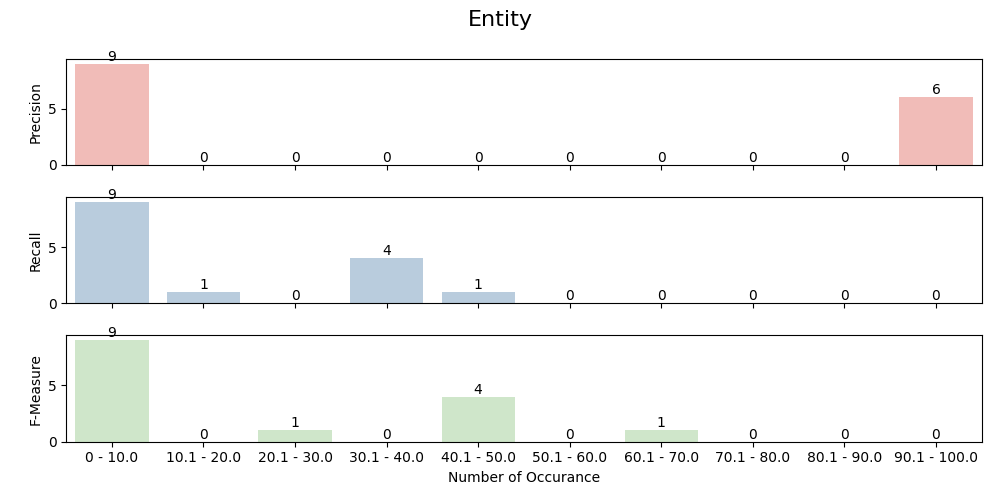 Entity
Precision
5
0
9 0 0 0 0 0 0 0 0 6
Recall
5
0
9 1 0 4 1 0 0 0 0 0
F-Measure
5
0
9 0 1 0 4 0 1 0 0 0
0 - 10.0 10.1 - 20.0 20.1 - 30.0 30.1 - 40.0 40.1 - 50.0 50.1 - 60.0 60.1 - 70.0 70.1 - 80.0 80.1 - 90.0 90.1 - 100.0
Number of Occurance